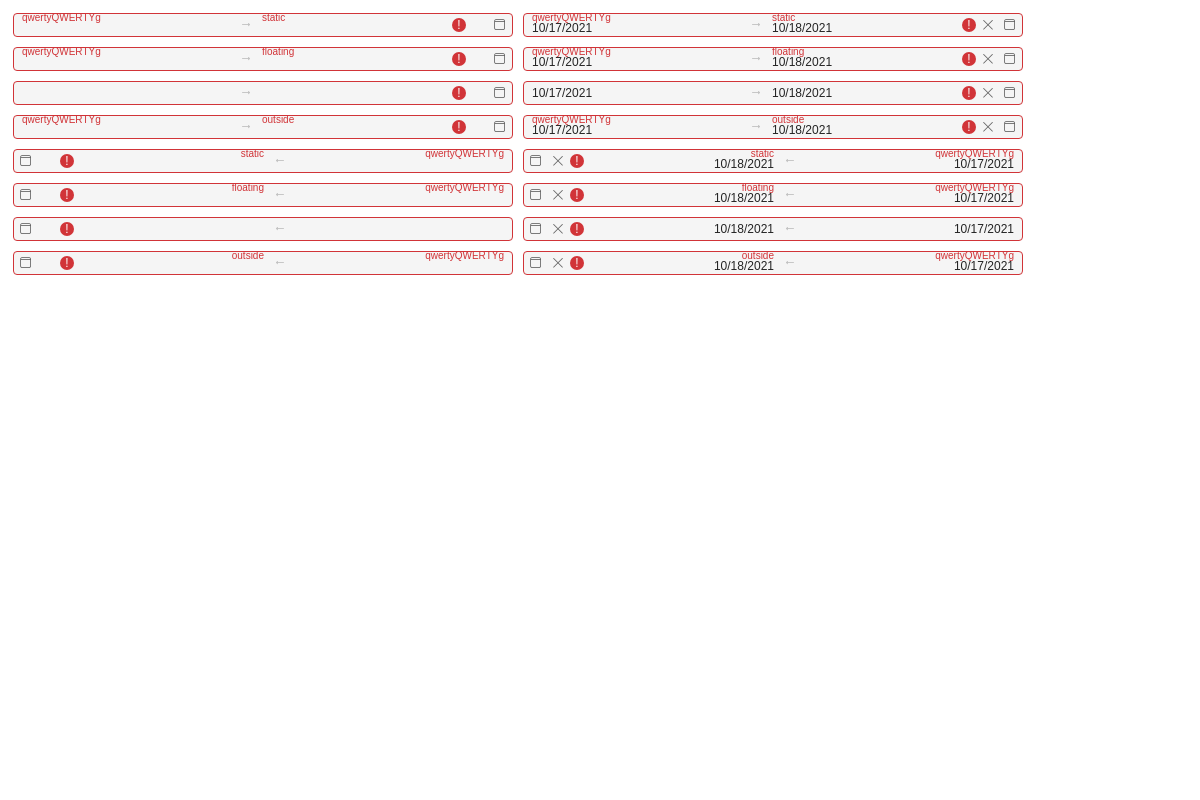 qwertyQWERTYg → static !
qwertyQWERTYg static
10/17/2021 → 10/18/2021 !
qwertyQWERTYg → floating !
qwertyQWERTYg floating
10/17/2021 → 10/18/2021 !
→ !
10/17/2021 → 10/18/2021 !
qwertyQWERTYg → outside !
qwertyQWERTYg outside
10/17/2021 → 10/18/2021 !
! static ← qwertyQWERTYg
static qwertyQWERTYg
! 10/18/2021 ← 10/17/2021
! floating ← qwertyQWERTYg
floating qwertyQWERTYg
! 10/18/2021 ← 10/17/2021
! ←
! 10/18/2021 ← 10/17/2021
! outside ← qwertyQWERTYg
outside qwertyQWERTYg
! 10/18/2021 ← 10/17/2021